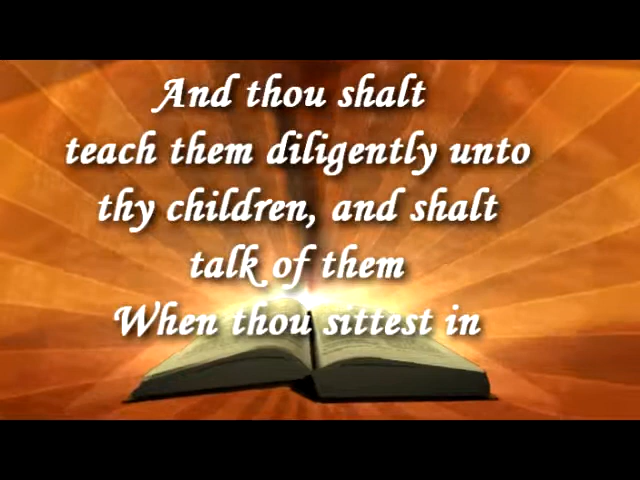 And thou shalt
teach them diligently unto
thy children, and shalt
talk of them
When thou sittest in